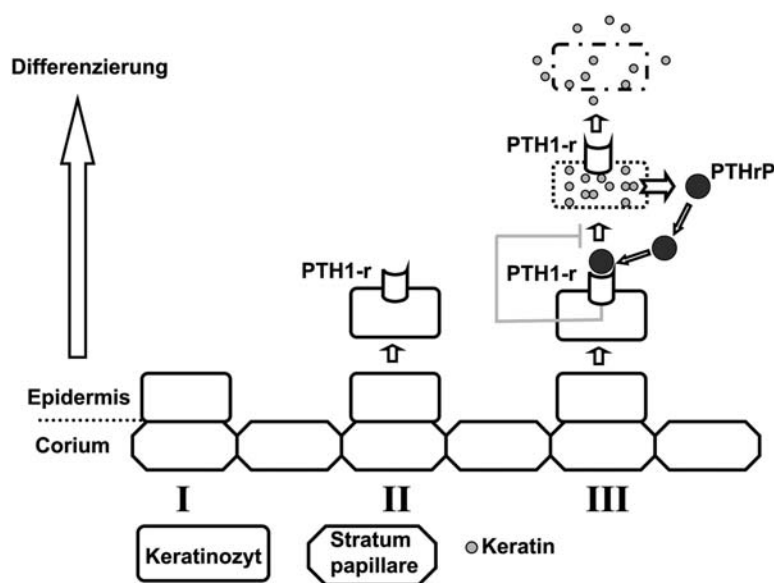 Differenzierung
PTH1-r
PTHrP
PTH1-r
PTH1-r
Epidermis
Corium
I II III
Keratinozyt
Stratum
papillare
Keratin